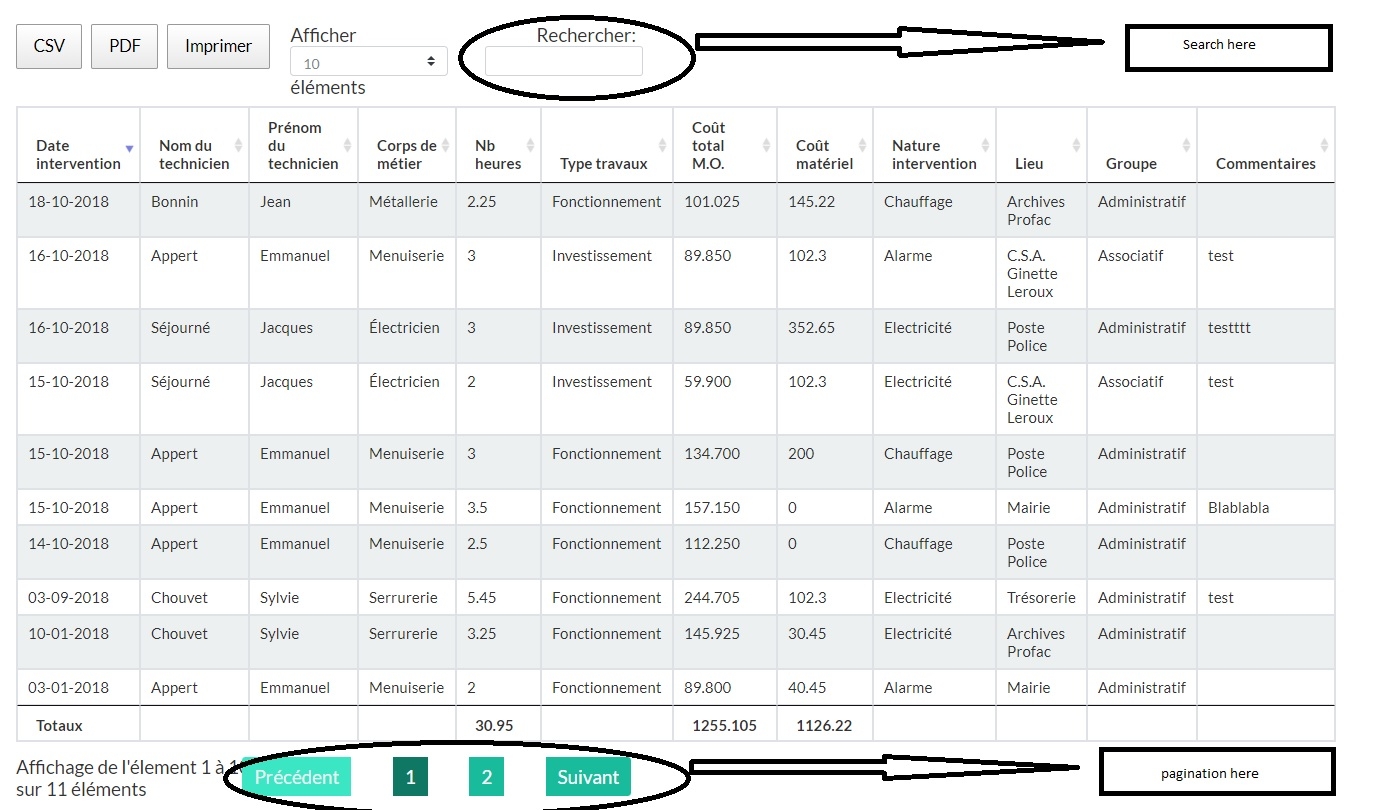 CSV PDF Imprimer Afficher Rechercher: Search here
10
éléments
Date intervention Nom du technicien Prénom du technicien Corps de métier Nb heures Type travaux Coût total M.O. Coût matériel Nature intervention Lieu Groupe Commentaires
18-10-2018 Bonnin Jean Métallerie 2.25 Fonctionnement 101.025 145.22 Chauffage Archives Profac Administratif
16-10-2018 Appert Emmanuel Menuiserie 3 Investissement 89.850 102.3 Alarme C.S.A. Ginette Leroux Associatif test
16-10-2018 Séjourné Jacques Électricien 3 Investissement 89.850 352.65 Electricité Poste Police Administratif testttt
15-10-2018 Séjourné Jacques Électricien 2 Investissement 59.900 102.3 Electricité C.S.A. Ginette Leroux Associatif test
15-10-2018 Appert Emmanuel Menuiserie 3 Fonctionnement 134.700 200 Chauffage Poste Police Administratif
15-10-2018 Appert Emmanuel Menuiserie 3.5 Fonctionnement 157.150 0 Alarme Mairie Administratif Blablabla
14-10-2018 Appert Emmanuel Menuiserie 2.5 Fonctionnement 112.250 0 Chauffage Poste Police Administratif
03-09-2018 Chouvet Sylvie Serrurerie 5.45 Fonctionnement 244.705 102.3 Electricité Trésorerie Administratif test
10-01-2018 Chouvet Sylvie Serrurerie 3.25 Fonctionnement 145.925 30.45 Electricité Archives Profac Administratif
03-01-2018 Appert Emmanuel Menuiserie 2 Fonctionnement 89.800 40.45 Alarme Mairie Administratif
Totaux 30.95 1255.105 1126.22
Affichage de l'élement 1 à
sur 11 éléments
Précédent 1 2 Suivant pagination here